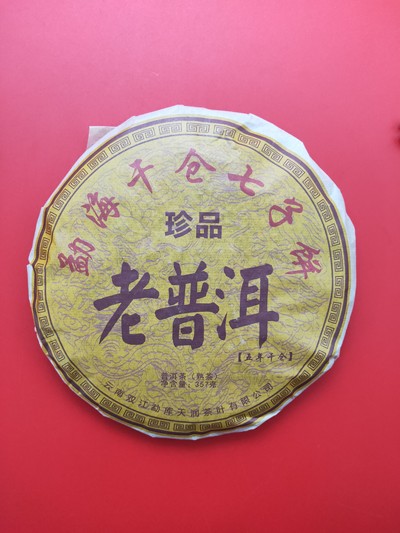 勐海干仓七子饼
珍品
老普洱
【五年干仓】
普洱茶(熟茶)
净含量:357克
云南双江勐库天润茶叶有限公司